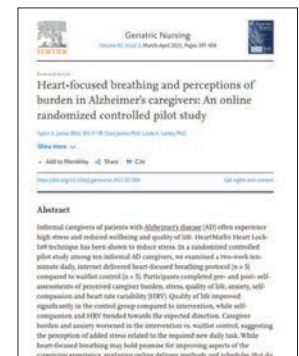 ELSEVIER
Geriatric Nursing
Volume 42, Issue 2, March–April 2021, Pages 397-404
Featured Article
Heart-focused breathing and perceptions of
burden in Alzheimer's caregivers: An online
randomized controlled pilot study
Show more
Add to Mendeley Share Cite
Get rights and content
Abstract
Informal caregivers of patients with Alzheimer's disease (AD) often experience
high stress and reduced wellbeing and quality of life. HeartMath's Heart Lock-
In® technique has been shown to reduce stress. In a randomized controlled
pilot study among ten informal AD caregivers, we examined a two-week ten-
minute daily, internet delivered heart-focused breathing protocol (n = 5)
compared to waitlist control (n = 5). Participants completed pre- and post- self-
assessments of perceived caregiver burden, stress, quality of life, anxiety, self-
compassion and heart rate variability (HRV). Quality of life improved
significantly in the control group compared to intervention, while self-
compassion and HRV trended towards the expected direction. Caregiver
burden and anxiety worsened in the intervention vs. waitlist control, suggesting
the perception of added stress related to the required new daily task. While
heart-focused breathing may hold promise for improving aspects of the
caregiving experience, exploring online delivery methods and schedules that do